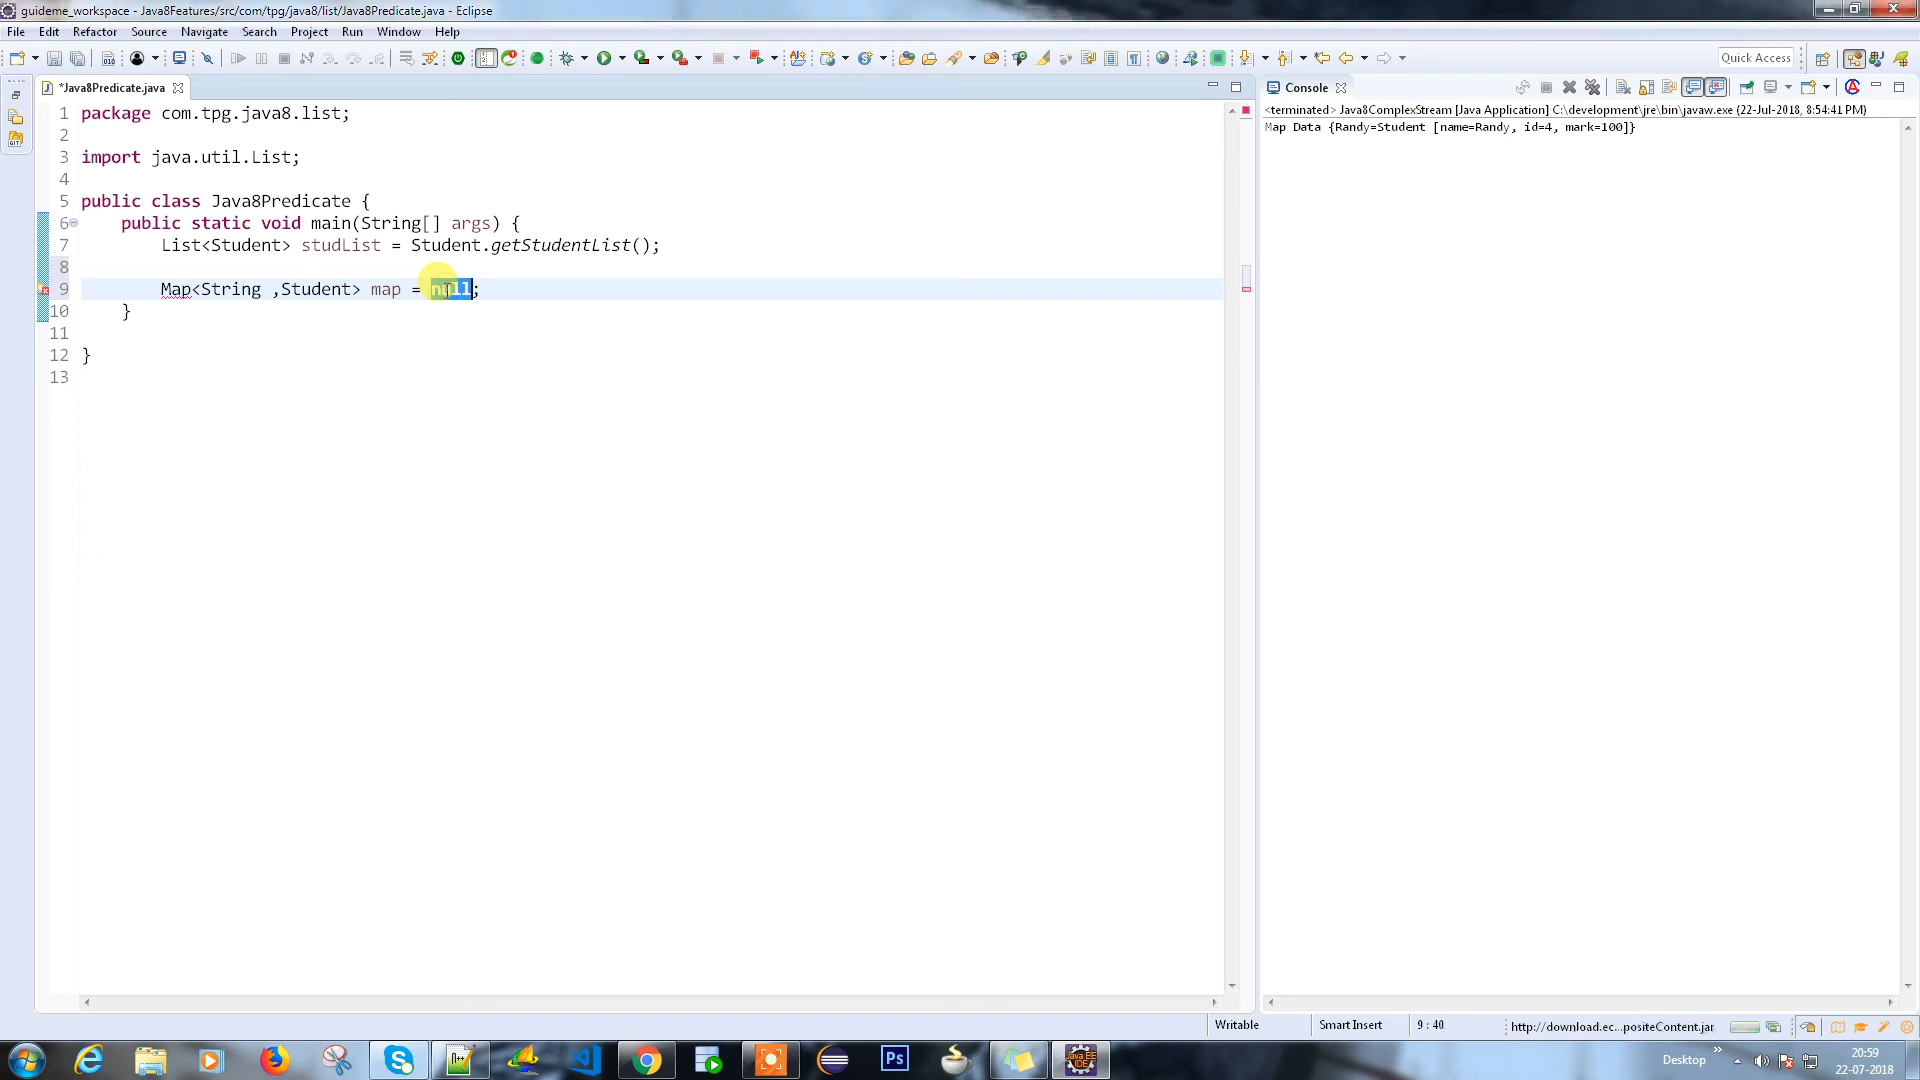 guideme_workspace - Java8Features/src/com/tpg/java8/list/Java8Predicate.java - Eclipse
File Edit Refactor Source Navigate Search Project Run Window Help
Quick Access
*Java8Predicate.java
Console
1 package com.tpg.java8.list;
2
3 import java.util.List;
4
5 public class Java8Predicate {
6 public static void main(String[] args) {
7 List<Student> studList = Student.getStudentList();
8
9 Map<String ,Student> map = null;
10 }
11
12 }
13
<terminated> Java8ComplexStream [Java Application] C:\development\jre\bin\javaw.exe (22-Jul-2018, 8:54:41 PM)
Map Data {Randy=Student [name=Randy, id=4, mark=100]}
Writable Smart Insert 9 : 40 http://download.ec...positeContent.jar
Ps
Java EE IDE
Desktop
20:59
22-07-2018